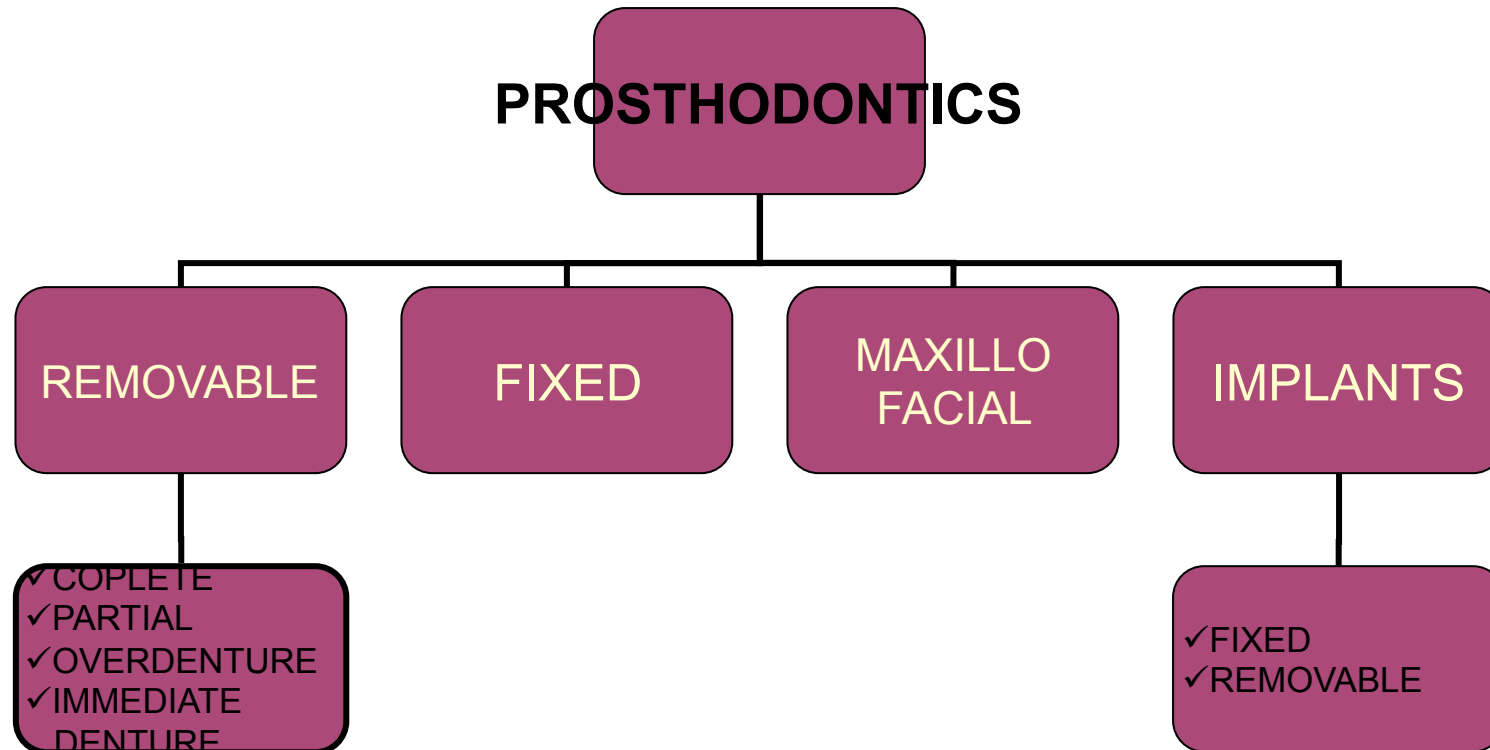 PROSTHODONTICS
REMOVABLE
FIXED
MAXILLO
FACIAL
IMPLANTS
✓COPLETE
✓PARTIAL
✓OVERDENTURE
✓IMMEDIATE
DENTURE
✓FIXED
✓REMOVABLE